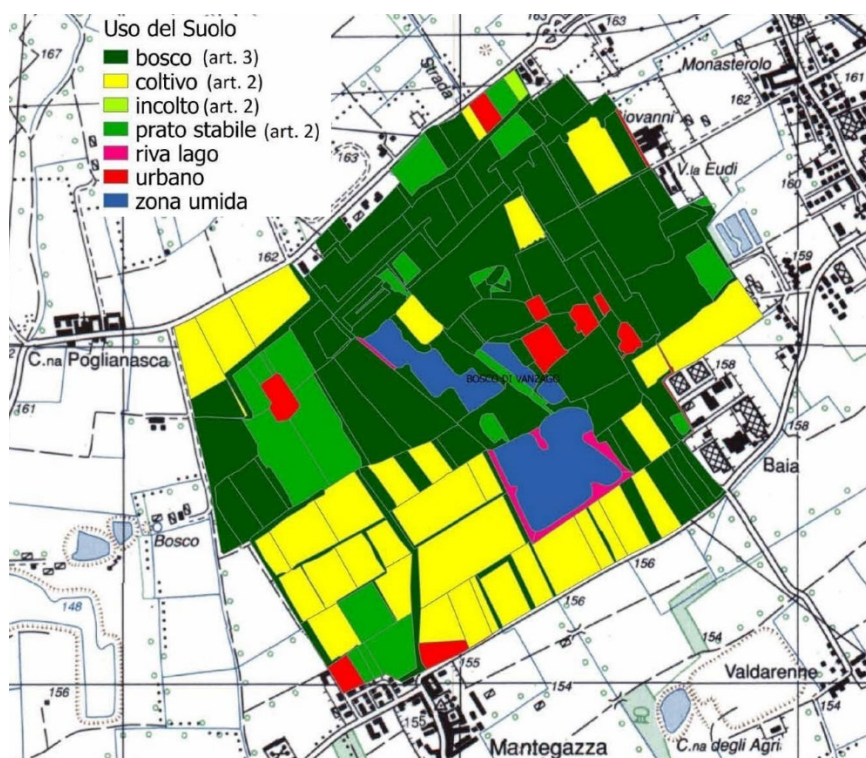 Uso del Suolo
bosco (art. 3)
coltivo (art. 2)
incolto (art. 2)
prato stabile (art. 2)
riva lago
urbano
zona umida
167
163
163
Monasterolo
161
Strada
162
iovanni
163
V.la Eudi
160
162
159
C.na Poglianasca
158
161
BOSCO DI VANZAGO
158
Baia
Bosco
156
148
156
154
156
155
154
Valdarenne
154
155
Mantegazza
C.na degli Agri